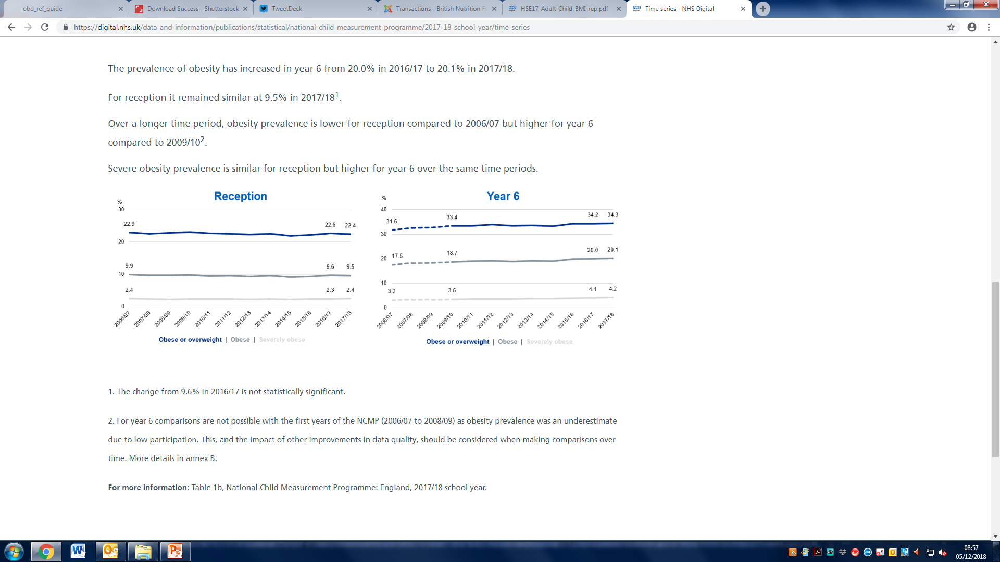 obd_ref_guide
Download Success - Shutterstock
TweetDeck
Transactions - British Nutrition F
HSE17-Adult-Child-BMI-rep.pdf
Time series - NHS Digital
https://digital.nhs.uk/data-and-information/publications/statistical/national-child-measurement-programme/2017-18-school-year/time-series
The prevalence of obesity has increased in year 6 from 20.0% in 2016/17 to 20.1% in 2017/18.
For reception it remained similar at 9.5% in 2017/18¹.
Over a longer time period, obesity prevalence is lower for reception compared to 2006/07 but higher for year 6
compared to 2009/10².
Severe obesity prevalence is similar for reception but higher for year 6 over the same time periods.
Reception
%
30
22.9
22.6
22.4
20
9.9
9.6
9.5
10
2.4
2.3
2.4
0
2006/07
2007/08
2008/09
2009/10
2010/11
2011/12
2012/13
2013/14
2014/15
2015/16
2016/17
2017/18
Obese or overweight | Obese | Severely obese
Year 6
%
40
31.6
33.4
34.2
34.3
30
20
17.5
18.7
20.0
20.1
10
3.2
3.5
4.1
4.2
0
2006/07
2007/08
2008/09
2009/10
2010/11
2011/12
2012/13
2013/14
2014/15
2015/16
2016/17
2017/18
Obese or overweight | Obese | Severely obese
1. The change from 9.6% in 2016/17 is not statistically significant.
2. For year 6 comparisons are not possible with the first years of the NCMP (2006/07 to 2008/09) as obesity prevalence was an underestimate
due to low participation. This, and the impact of other improvements in data quality, should be considered when making comparisons over
time. More details in annex B.
For more information: Table 1b, National Child Measurement Programme: England, 2017/18 school year.
08:57
05/12/2018